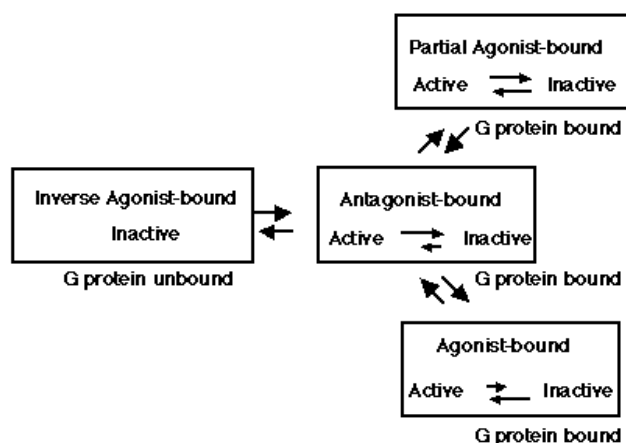 Partial Agonist-bound
Active Inactive
G protein bound
Inverse Agonist-bound
Inactive
G protein unbound
Antagonist-bound
Active Inactive
G protein bound
Agonist-bound
Active Inactive
G protein bound